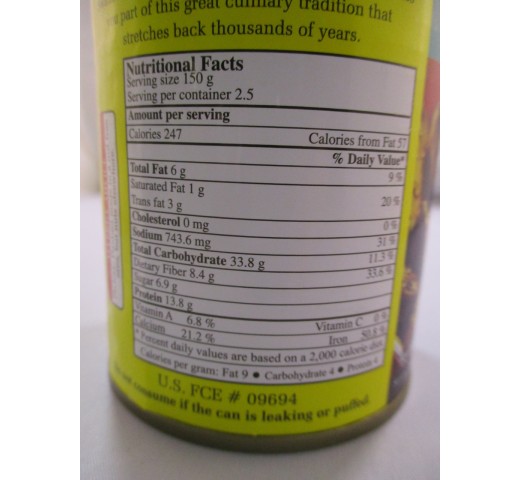 part of this great culinary tradition that
stretches back thousands of years.
Nutritional Facts
Serving size 150 g
Serving per container 2.5
Amount per serving
Calories 247 Calories from Fat 57
% Daily Value*
Total Fat 6 g 9 %
Saturated Fat 1 g
Trans fat 3 g 20 %
Cholesterol 0 mg 0 %
Sodium 743.6 mg 31 %
Total Carbohydrate 33.8 g 11.3 %
Dietary Fiber 8.4 g 33.6 %
Sugar 6.9 g
Protein 13.8 g
Vitamin A 6.8 % Vitamin C 0 %
Calcium 21.2 % Iron 50.8 %
* Percent daily values are based on a 2,000 calorie diet
Calories per gram: Fat 9 • Carbohydrate 4 • Protein 4
U.S. FCE # 09694
not consume if the can is leaking or puffed.